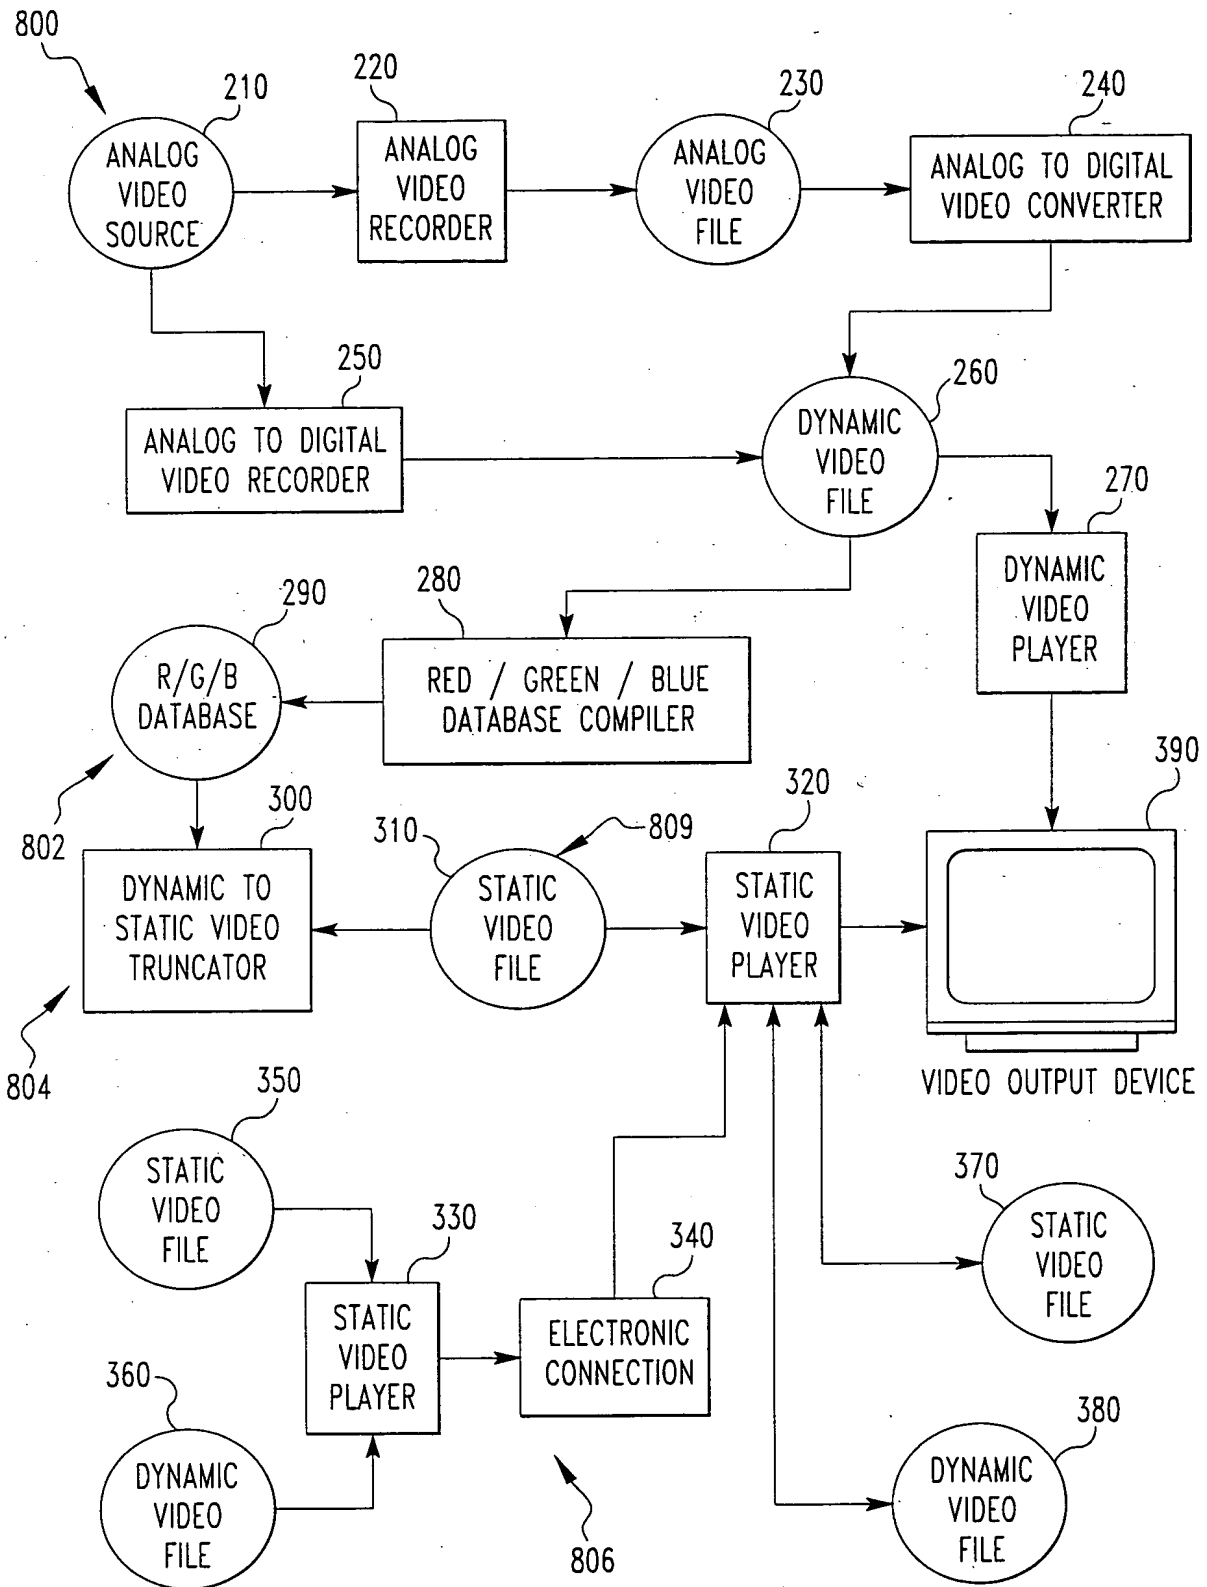 800
210
220
230
240
ANALOG
VIDEO
SOURCE
ANALOG
VIDEO
RECORDER
ANALOG
VIDEO
FILE
ANALOG TO DIGITAL
VIDEO CONVERTER
250
260
ANALOG TO DIGITAL
VIDEO RECORDER
DYNAMIC
VIDEO
FILE
270
DYNAMIC
VIDEO
PLAYER
280
290
RED / GREEN / BLUE
DATABASE COMPILER
R/G/B
DATABASE
802
300
310
809
320
390
DYNAMIC TO
STATIC VIDEO
TRUNCATOR
STATIC
VIDEO
FILE
STATIC
VIDEO
PLAYER
804
VIDEO OUTPUT DEVICE
350
STATIC
VIDEO
FILE
330
340
370
STATIC
VIDEO
FILE
STATIC
VIDEO
PLAYER
ELECTRONIC
CONNECTION
360
DYNAMIC
VIDEO
FILE
380
DYNAMIC
VIDEO
FILE
806